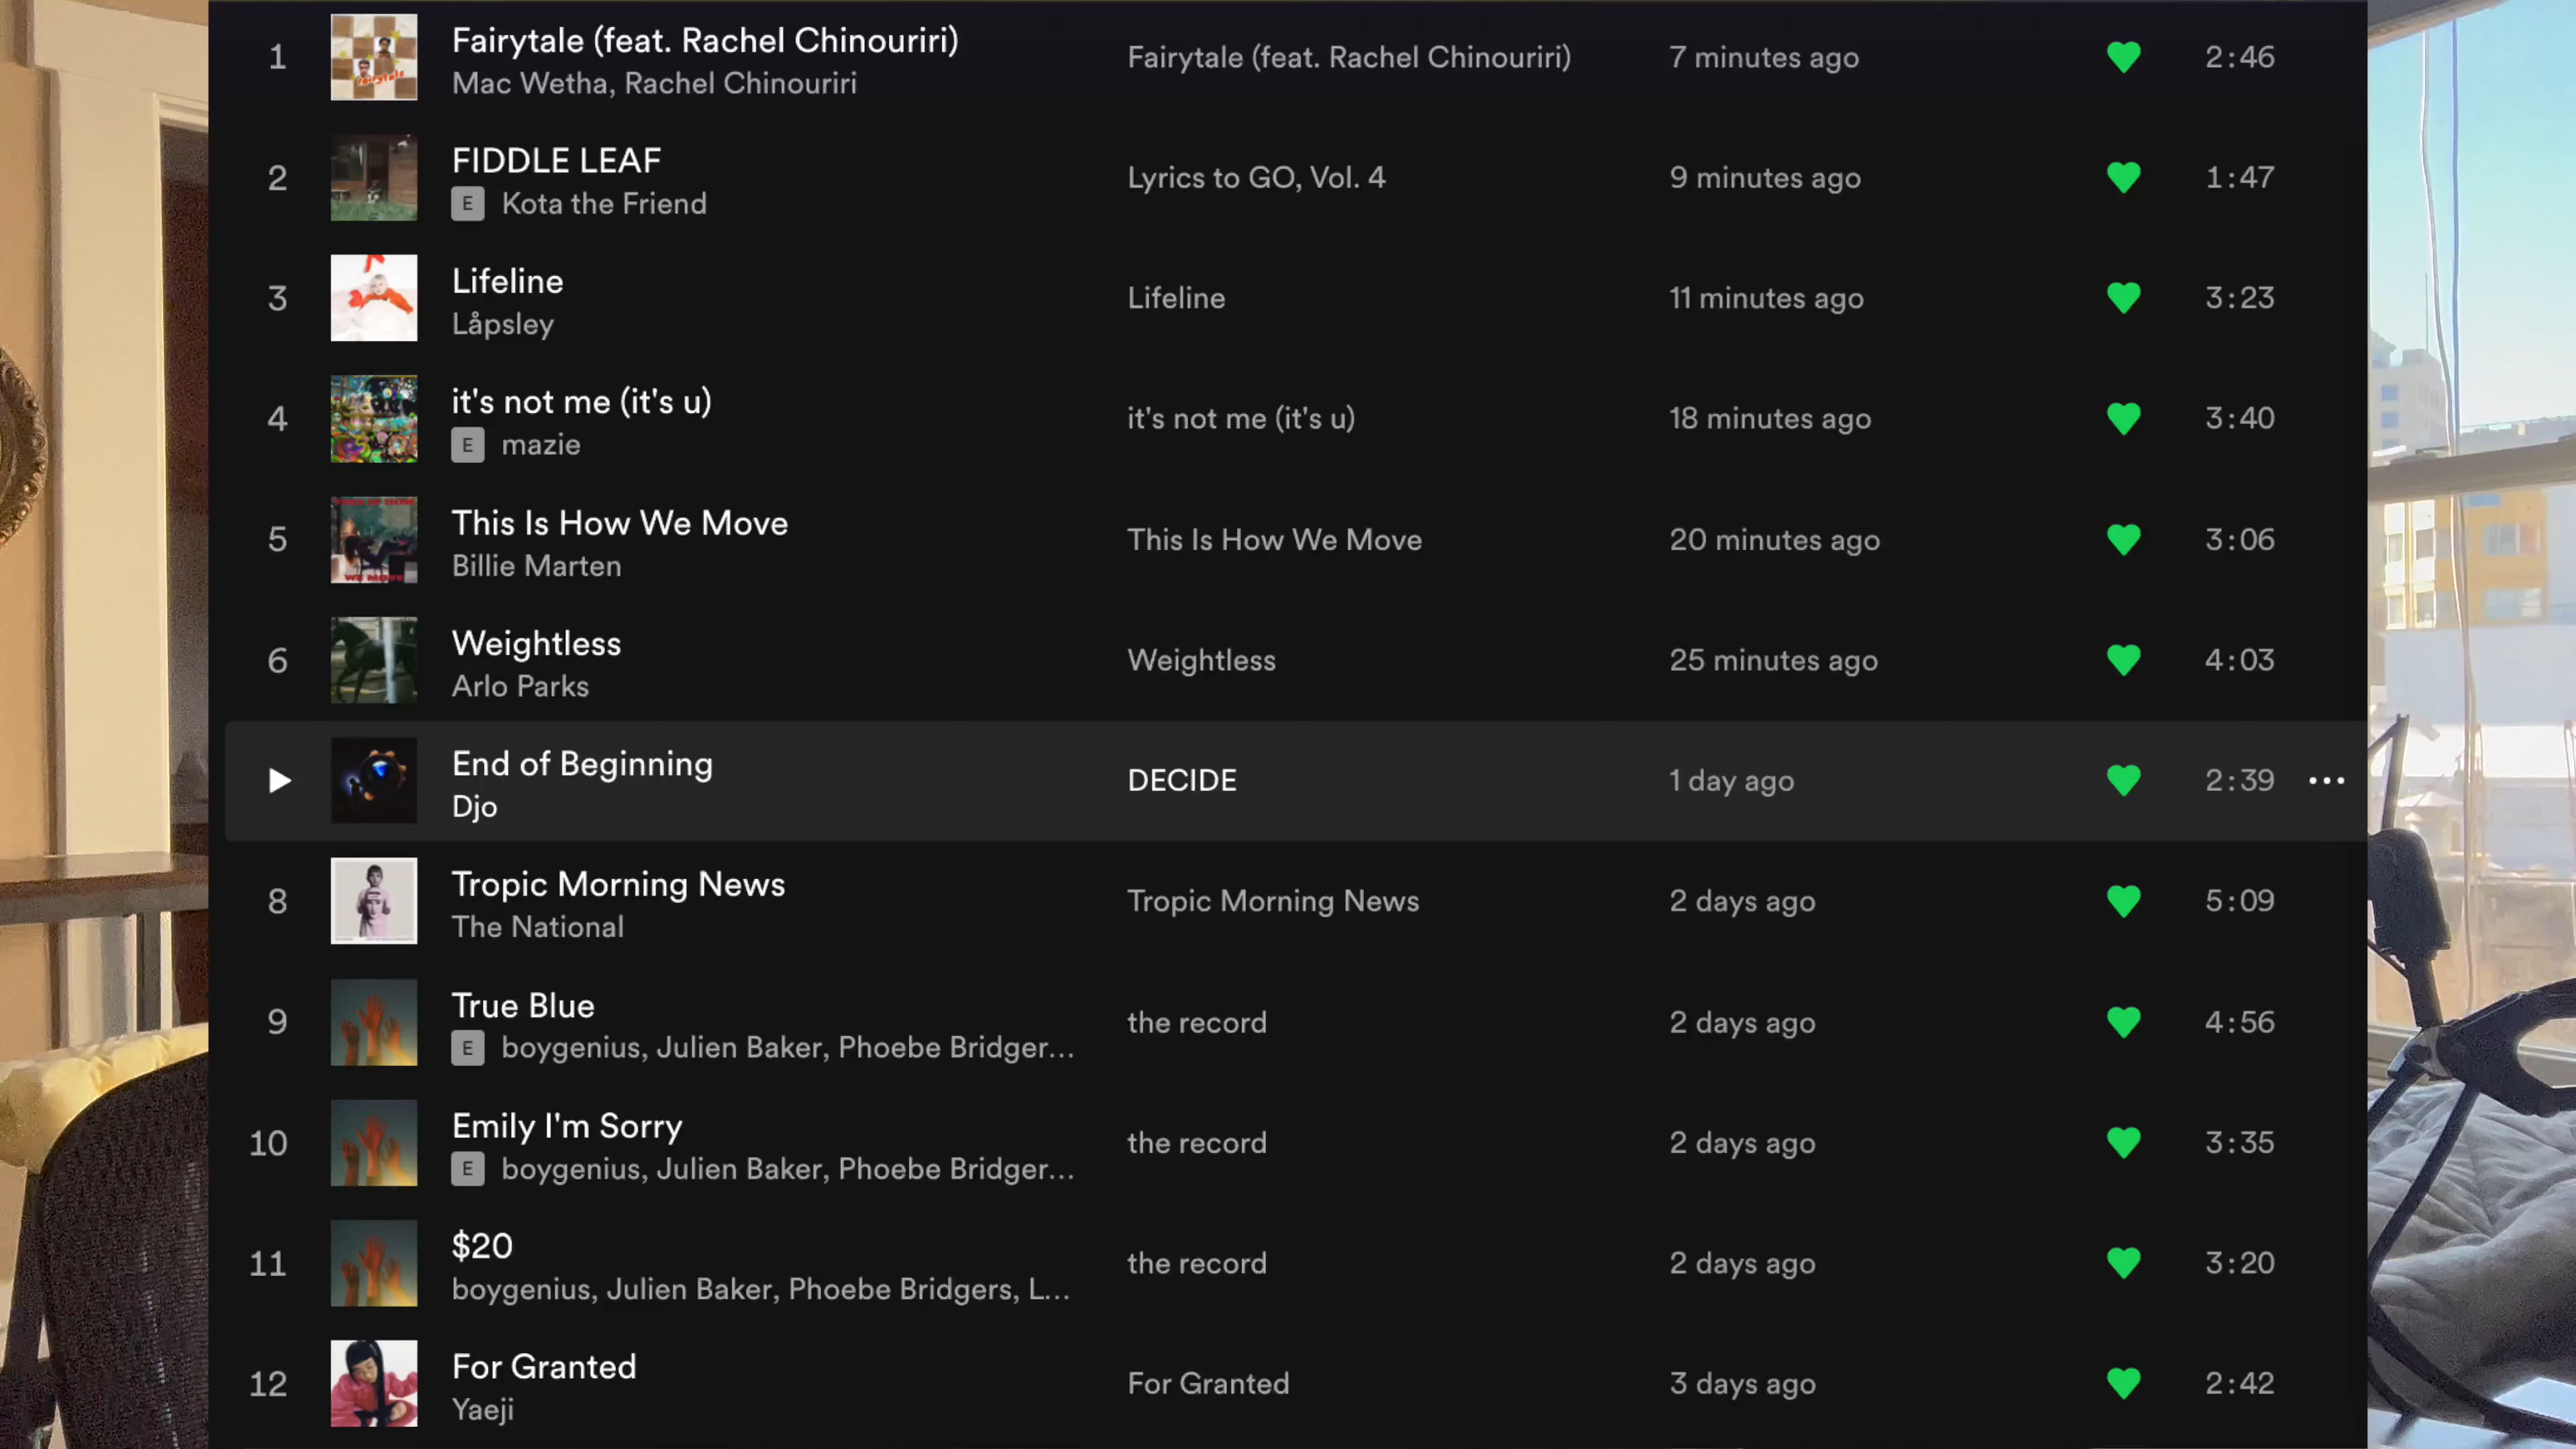 1
Fairytale (feat. Rachel Chinouriri)
Mac Wetha, Rachel Chinouriri
Fairytale (feat. Rachel Chinouriri)
7 minutes ago
2:46
2
FIDDLE LEAF
E Kota the Friend
Lyrics to GO, Vol. 4
9 minutes ago
1:47
3
Lifeline
Låpsley
Lifeline
11 minutes ago
3:23
4
it's not me (it's u)
E mazie
it's not me (it's u)
18 minutes ago
3:40
5
This Is How We Move
Billie Marten
This Is How We Move
20 minutes ago
3:06
6
Weightless
Arlo Parks
Weightless
25 minutes ago
4:03
End of Beginning
Djo
DECIDE
1 day ago
2:39
8
Tropic Morning News
The National
Tropic Morning News
2 days ago
5:09
9
True Blue
E boygenius, Julien Baker, Phoebe Bridger...
the record
2 days ago
4:56
10
Emily I'm Sorry
E boygenius, Julien Baker, Phoebe Bridger...
the record
2 days ago
3:35
11
$20
boygenius, Julien Baker, Phoebe Bridgers, L...
the record
2 days ago
3:20
12
For Granted
Yaeji
For Granted
3 days ago
2:42